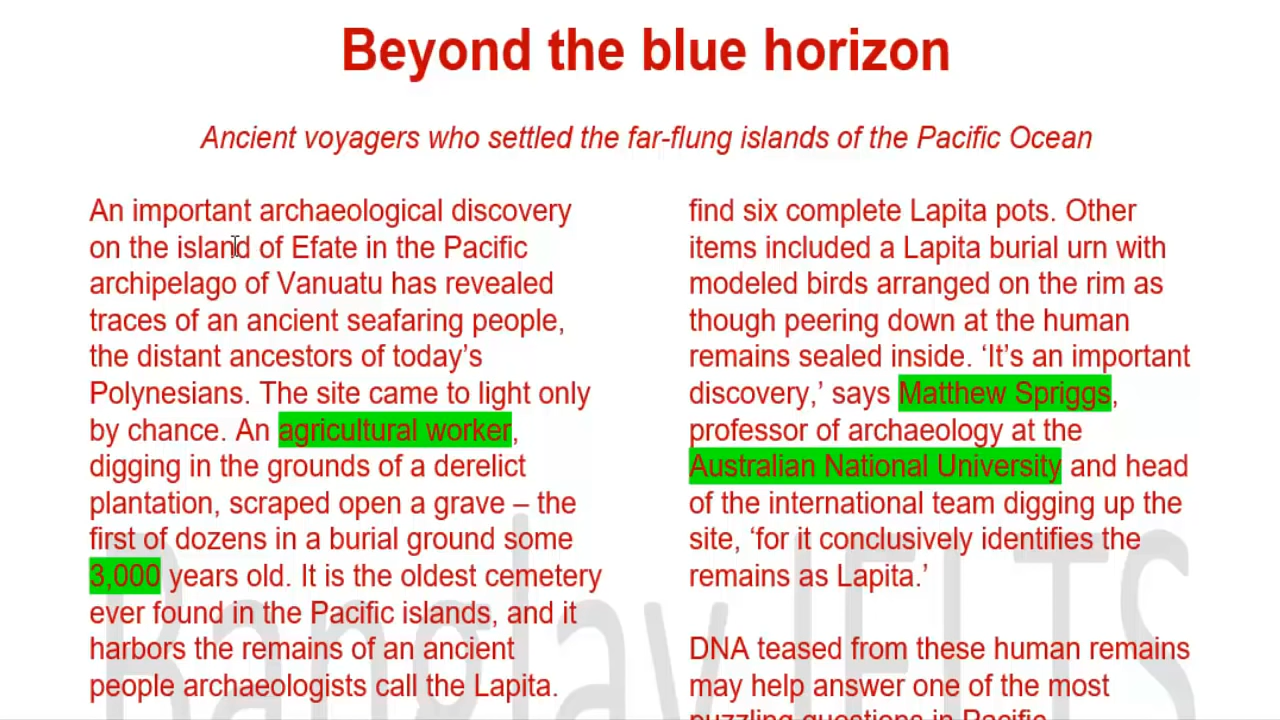 Beyond the blue horizon
Ancient voyagers who settled the far-flung islands of the Pacific Ocean
An important archaeological discovery
on the island of Efate in the Pacific
archipelago of Vanuatu has revealed
traces of an ancient seafaring people,
the distant ancestors of today’s
Polynesians. The site came to light only
by chance. An agricultural worker,
digging in the grounds of a derelict
plantation, scraped open a grave – the
first of dozens in a burial ground some
3,000 years old. It is the oldest cemetery
ever found in the Pacific islands, and it
harbors the remains of an ancient
people archaeologists call the Lapita.
find six complete Lapita pots. Other
items included a Lapita burial urn with
modeled birds arranged on the rim as
though peering down at the human
remains sealed inside. ‘It’s an important
discovery,’ says Matthew Spriggs,
professor of archaeology at the
Australian National University and head
of the international team digging up the
site, ‘for it conclusively identifies the
remains as Lapita.’
DNA teased from these human remains
may help answer one of the most
puzzling questions in Pacific
Banglay IELTS